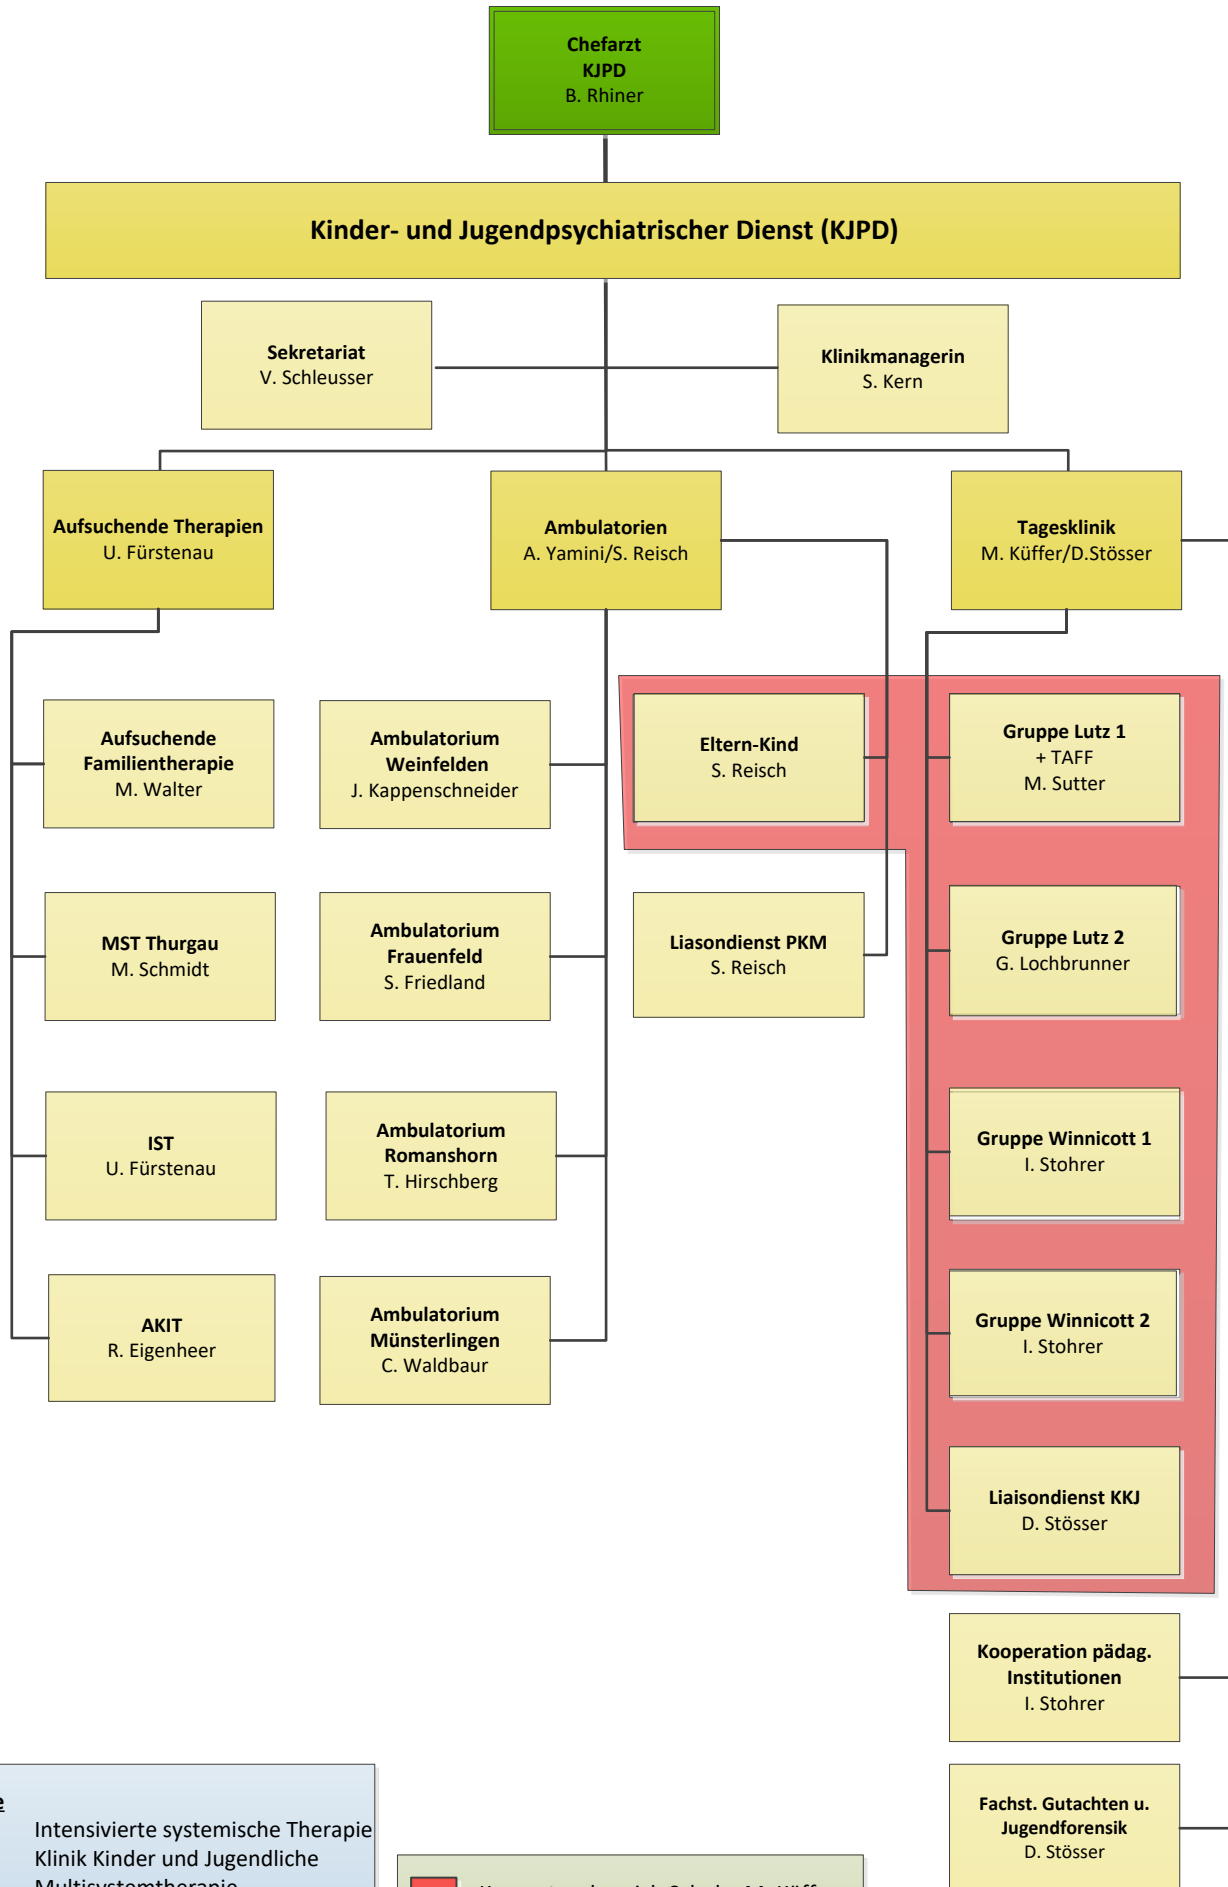 Chefarzt
KJPD
B. Rhiner
Kinder- und Jugendpsychiatrischer Dienst (KJPD)
Sekretariat
V. Schleusser
Klinikmanagerin
S. Kern
Aufsuchende Therapien
U. Fürstenau
Ambulatorien
A. Yamini/S. Reisch
Tagesklinik
M. Küffer/D.Stösser
Aufsuchende
Familientherapie
M. Walter
Ambulatorium
Weinfelden
J. Kappenschneider
Eltern-Kind
S. Reisch
Gruppe Lutz 1
+ TAFF
M. Sutter
MST Thurgau
M. Schmidt
Ambulatorium
Frauenfeld
S. Friedland
Liasondienst PKM
S. Reisch
Gruppe Lutz 2
G. Lochbrunner
IST
U. Fürstenau
Ambulatorium
Romanshorn
T. Hirschberg
Gruppe Winnicott 1
I. Stohrer
AKIT
R. Eigenheer
Ambulatorium
Münsterlingen
C. Waldbaur
Gruppe Winnicott 2
I. Stohrer
Liaisondienst KKJ
D. Stösser
Kooperation pädag.
Institutionen
I. Stohrer
Fachst. Gutachten u.
Jugendforensik
D. Stösser
e
Intensivierte systemische Therapie
Klinik Kinder und Jugendliche
Multisystemtherapie